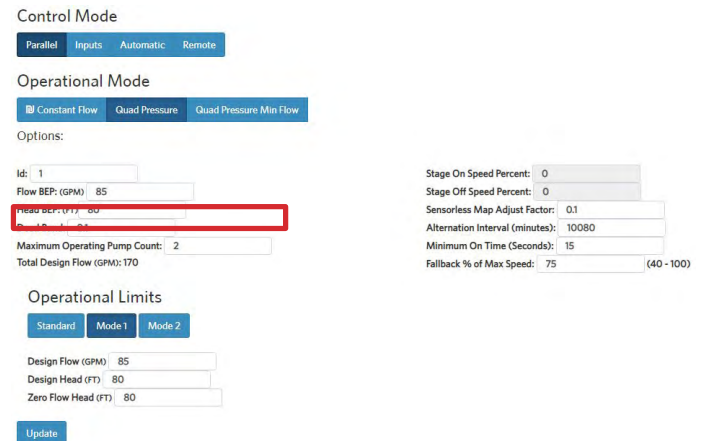 Control Mode
Parallel Inputs Automatic Remote
Operational Mode
Constant Flow Quad Pressure Quad Pressure Min Flow
Options:
Id: 1
Flow BEP: (GPM) 85
Head BEP: (FT) 80
Maximum Operating Pump Count: 2
Total Design Flow (GPM): 170
Stage On Speed Percent: 0
Stage Off Speed Percent: 0
Sensorless Map Adjust Factor: 0.1
Alternation Interval (minutes): 10080
Minimum On Time (Seconds): 15
Fallback % of Max Speed: 75 (40 - 100)
Operational Limits
Standard Mode 1 Mode 2
Design Flow (GPM) 85
Design Head (FT) 80
Zero Flow Head (FT) 80
Update